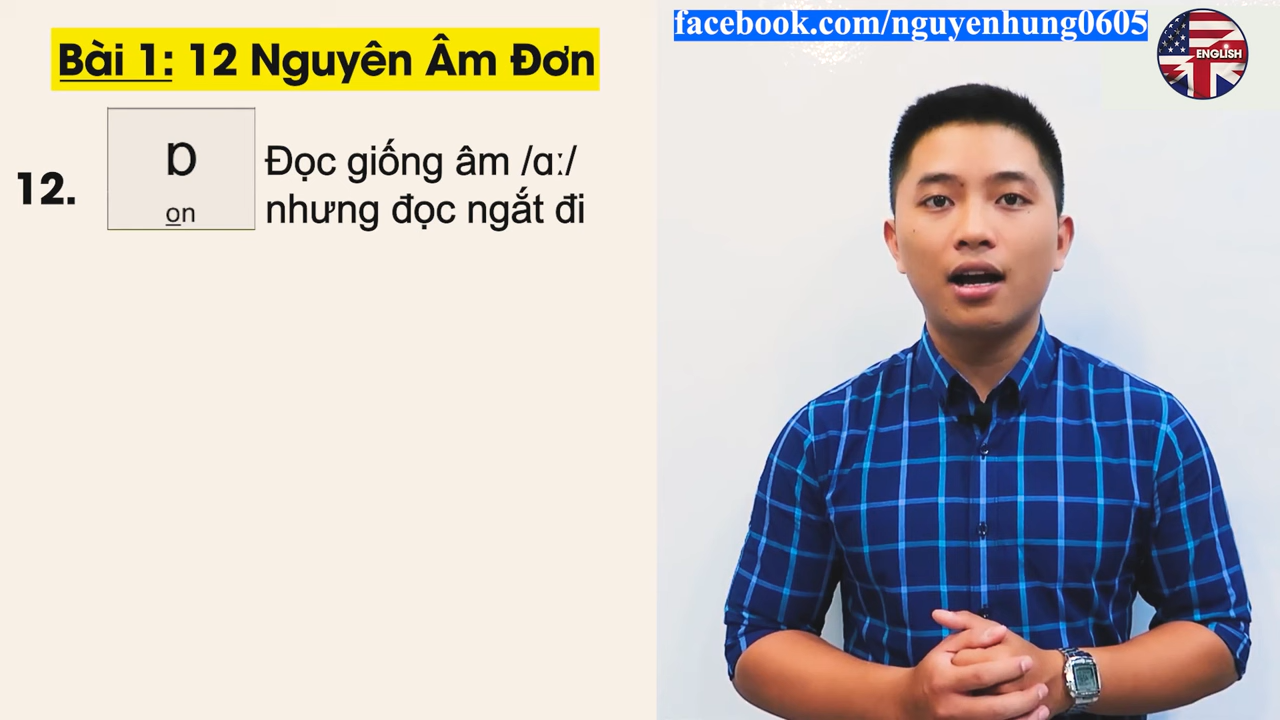 facebook.com/nguyenhung0605
ENGLISH
Bài 1: 12 Nguyên Âm Đơn
12.
ɒ
on
Đọc giống âm /ɑː/
nhưng đọc ngắt đi